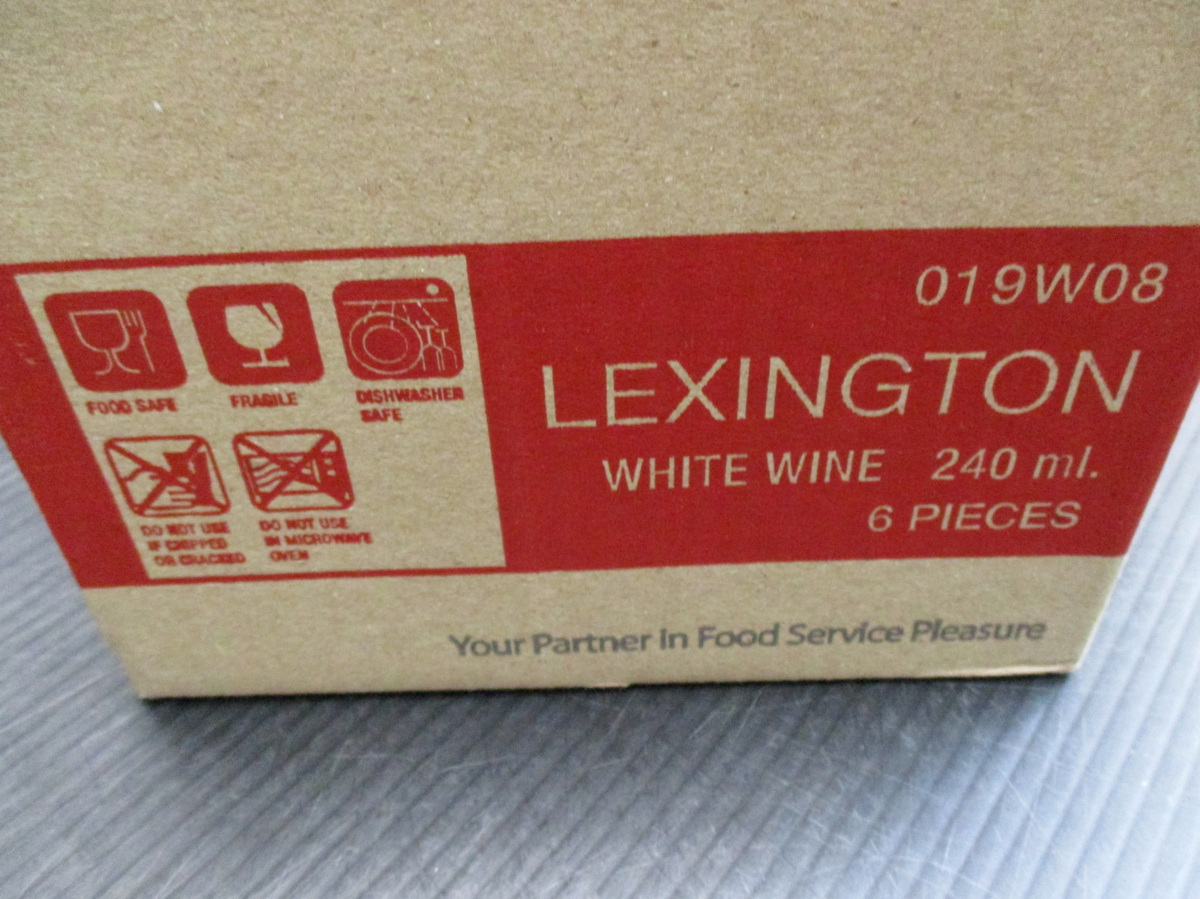 FOOD SAFE
FRAGILE
DISHWASHER
SAFE
DO NOT USE
IF CHIPPED
OR CRACKED
DO NOT USE
IN MICROWAVE
OVEN
019W08
LEXINGTON
WHITE WINE 240 ml.
6 PIECES
Your Partner In Food Service Pleasure